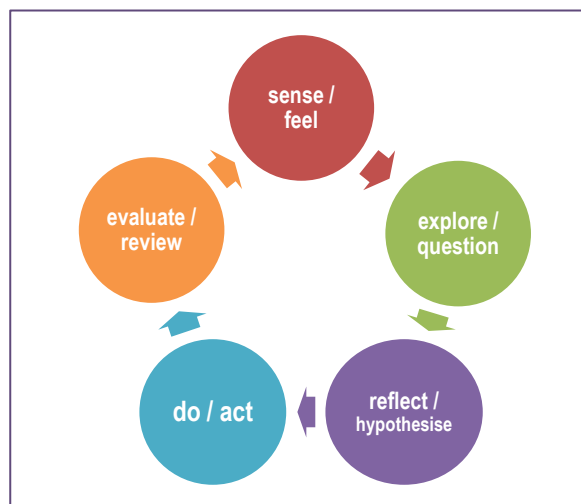 sense /
feel
explore /
question
reflect /
hypothesise
do / act
evaluate /
review